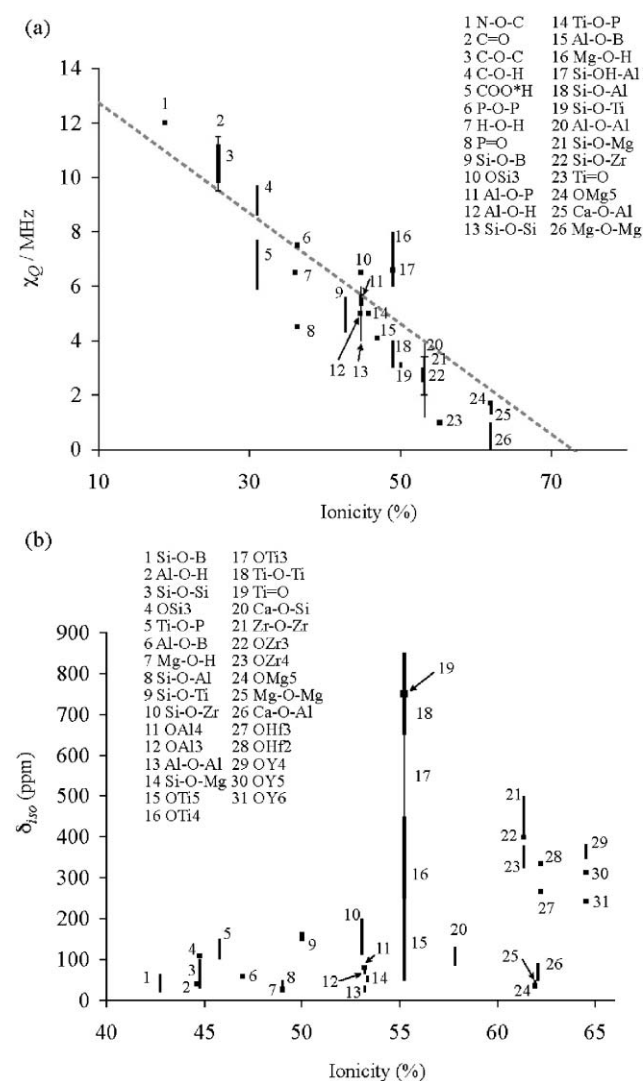 (a)
1 N-O-C 14 Ti-O-P
2 C=O 15 Al-O-B
3 C-O-C 16 Mg-O-H
4 C-O-H 17 Si-OH-Al
5 COO*H 18 Si-O-Al
6 P-O-P 19 Si-O-Ti
7 H-O-H 20 Al-O-Al
8 P=O 21 Si-O-Mg
9 Si-O-B 22 Si-O-Zr
10 OSi3 23 Ti=O
11 Al-O-P 24 OMg5
12 Al-O-H 25 Ca-O-Al
13 Si-O-Si 26 Mg-O-Mg
χQ / MHz
14
12
10
8
6
4
2
0
1
2
3
4
5
6
7
8
9
10
11
12
13
14
15
16
17
18
19
20
21
22
23
24
25
26
10 30 50 70
Ionicity (%)
(b)
1 Si-O-B 17 OTi3
2 Al-O-H 18 Ti-O-Ti
3 Si-O-Si 19 Ti=O
4 OSi3 20 Ca-O-Si
5 Ti-O-P 21 Zr-O-Zr
6 Al-O-B 22 OZr3
7 Mg-O-H 23 OZr4
8 Si-O-Al 24 OMg5
9 Si-O-Ti 25 Mg-O-Mg
10 Si-O-Zr 26 Ca-O-Al
11 OAl4 27 OHf3
12 OAl3 28 OHf2
13 Al-O-Al 29 OY4
14 Si-O-Mg 30 OY5
15 OTi5 31 OY6
16 OTi4
δiso (ppm)
900
800
700
600
500
400
300
200
100
0
1
2
3
4
5
6
7
8
9
10
11
12
13
14
15
16
17
18
19
20
21
22
23
24
25
26
27
28
29
30
31
40 45 50 55 60 65
Ionicity (%)